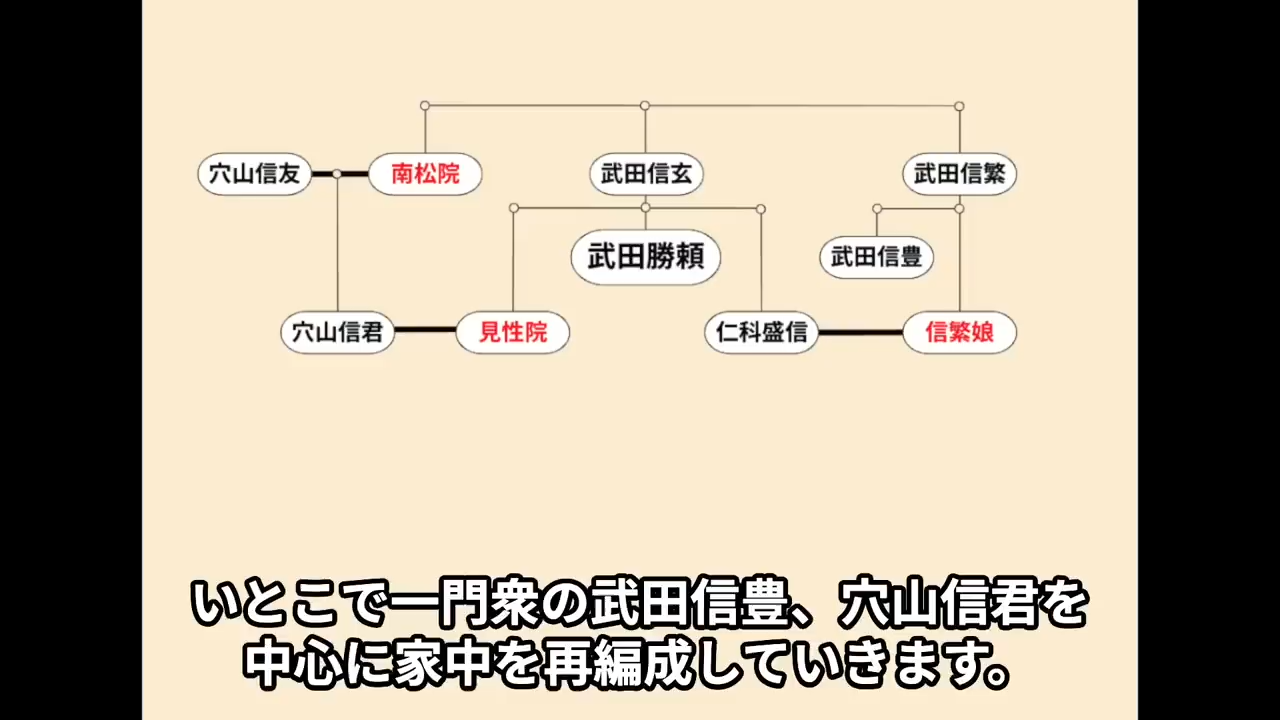 穴山信友
南松院
武田信玄
武田信繁
武田勝頼
武田信豊
穴山信君
見性院
仁科盛信
信繁娘
いとこで一門衆の武田信豊、穴山信君を
中心に家中を再編成していきます。